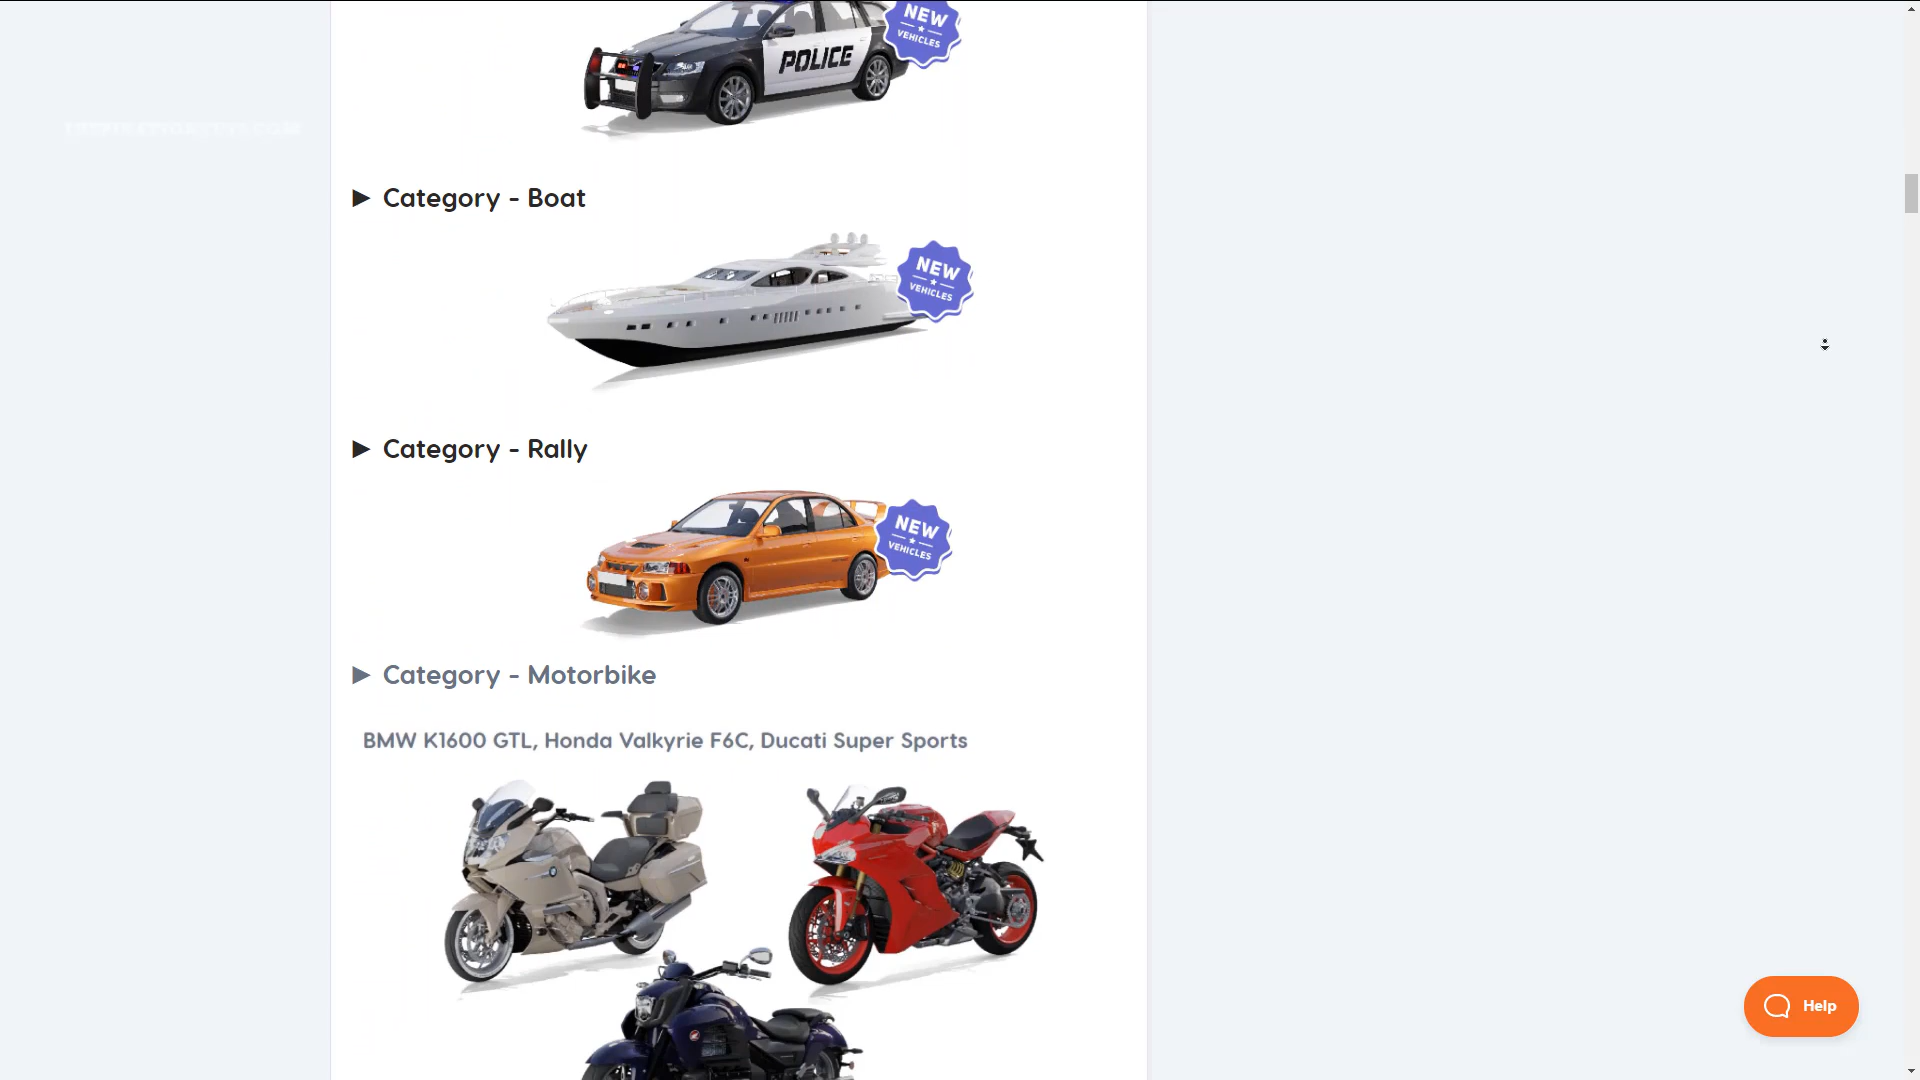 NEW
VEHICLES
POLICE
► Category - Boat
NEW
VEHICLES
► Category - Rally
NEW
VEHICLES
► Category - Motorbike
BMW K1600 GTL, Honda Valkyrie F6C, Ducati Super Sports
Help